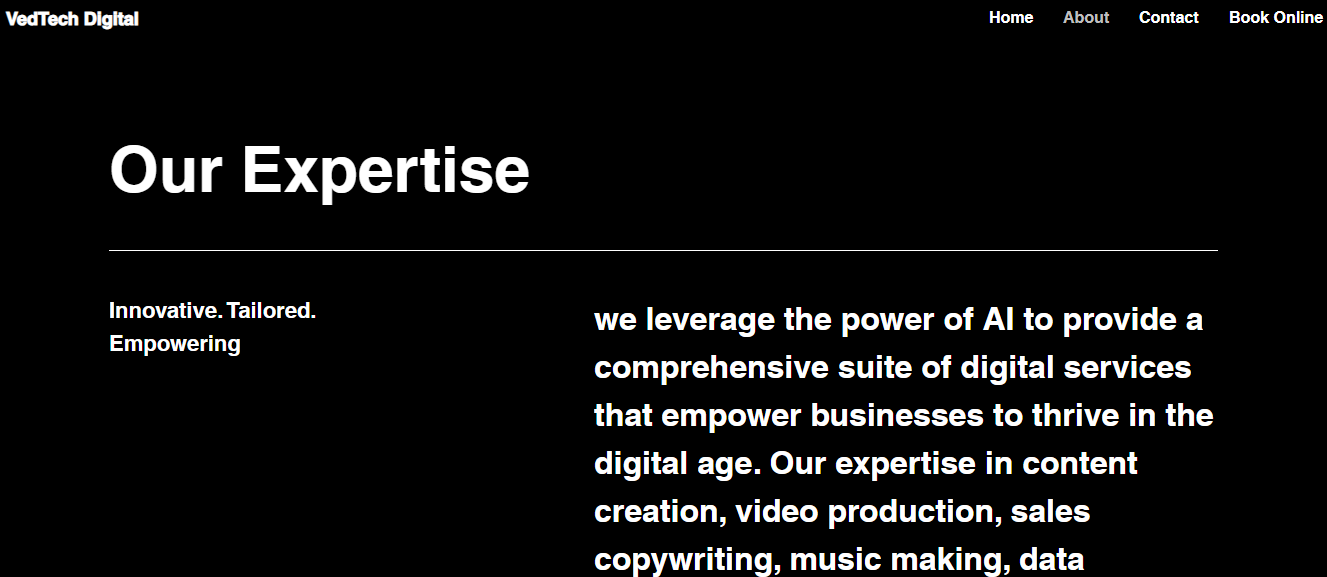 VedTech Digital
Home About Contact Book Online
Our Expertise
Innovative. Tailored.
Empowering
we leverage the power of AI to provide a
comprehensive suite of digital services
that empower businesses to thrive in the
digital age. Our expertise in content
creation, video production, sales
copywriting, music making, data